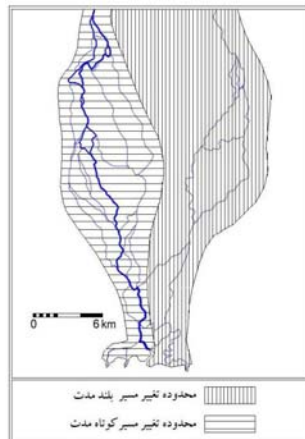 0 6 km
محدوده تغییر مسیر بلند مدت
محدوده تغییر مسیر کوتاه مدت